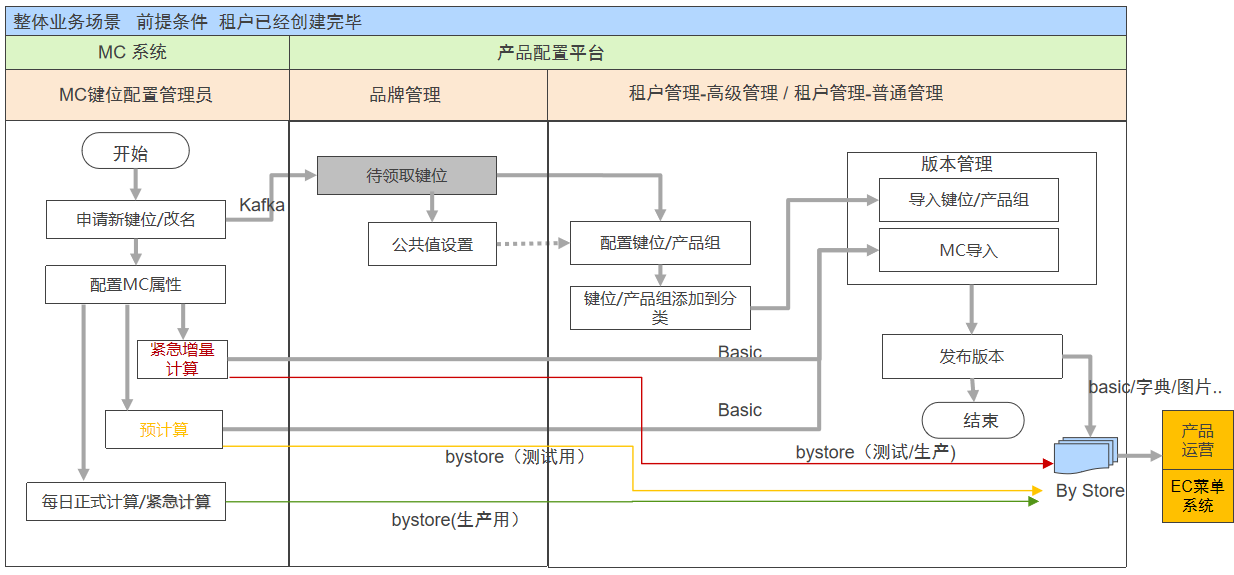 整体业务场景 前提条件 租户已经创建完毕
MC 系统
产品配置平台
MC键位配置管理员
品牌管理
租户管理-高级管理 / 租户管理-普通管理
开始
申请新键位/改名
Kafka
配置MC属性
紧急增量
计算
预计算
每日正式计算/紧急计算
待领取键位
公共值设置
配置键位/产品组
键位/产品组添加到分
类
版本管理
导入键位/产品组
MC导入
发布版本
结束
Basic
Basic
bystore（测试用）
bystore(生产用）
bystore（测试/生产)
basic/字典/图片..
By Store
产品
运营
EC菜单
系统